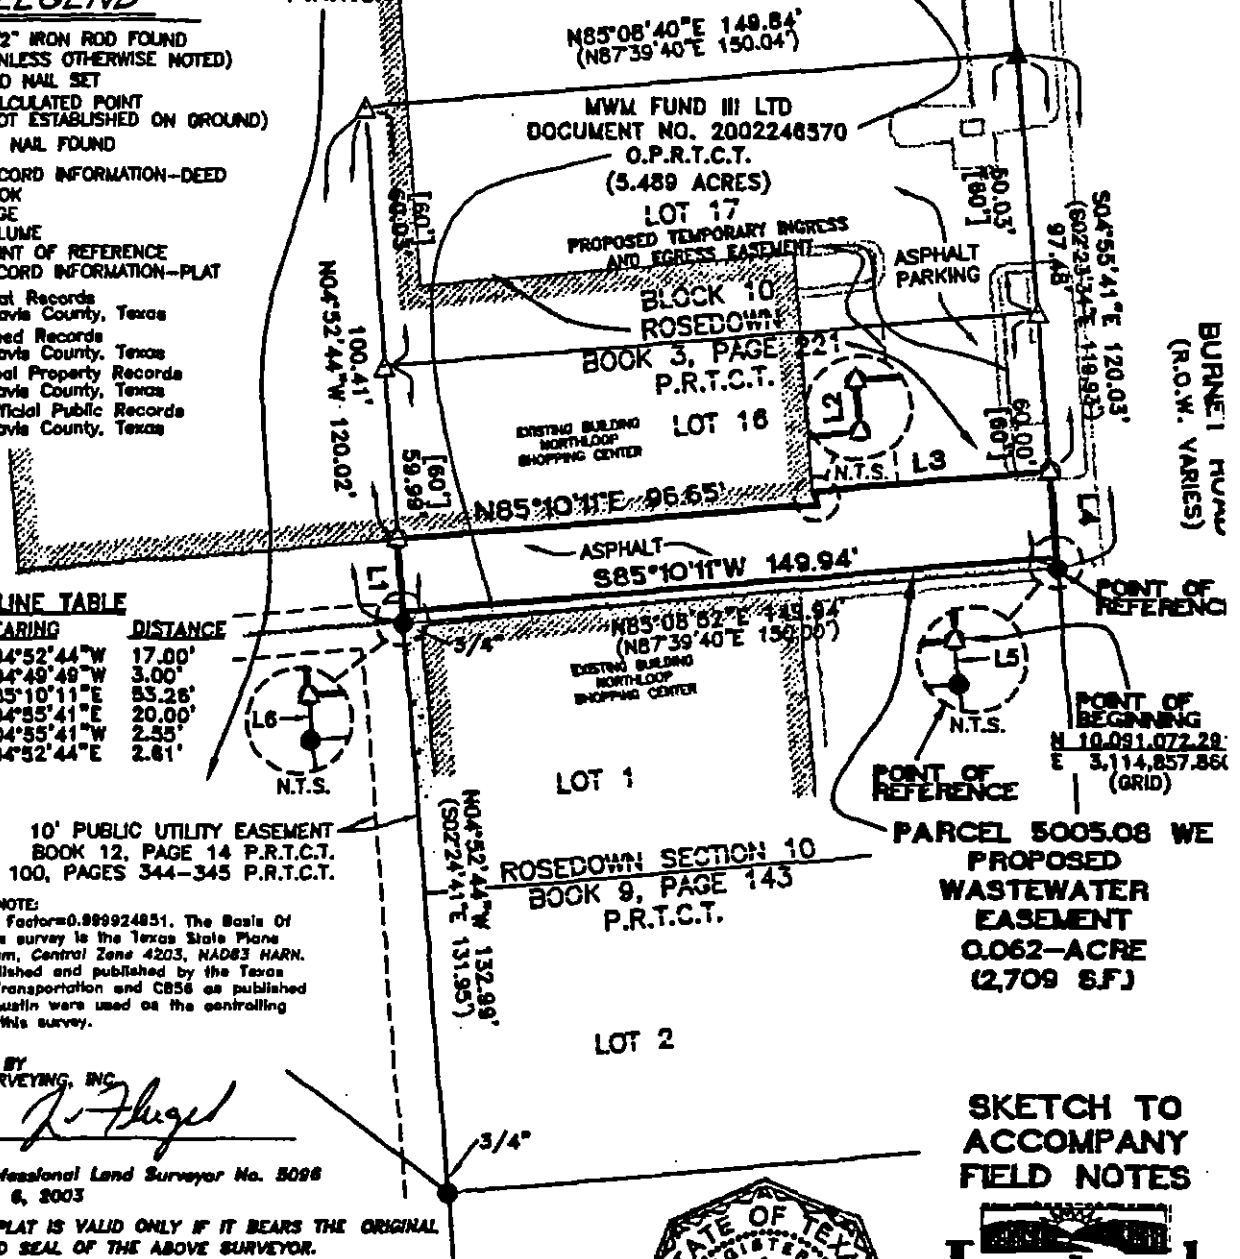 LEGEND
2" IRON ROD FOUND
NLESS OTHERWISE NOTED)
D NAIL SET
LCULATED POINT
OT ESTABLISHED ON GROUND)
NAIL FOUND
CORD INFORMATION-DEED
OK
GE
LUME
INT OF REFERENCE
CORD INFORMATION-PLAT
at Records
avis County, Texas
eed Records
avis County, Texas
eal Property Records
avis County, Texas
fficial Public Records
avis County, Texas
N85°08'40"E 149.84'
(N87°39'40"E 150.04')
MWM FUND III LTD
DOCUMENT NO. 2002246570
O.P.R.T.C.T.
(5.489 ACRES)
LOT 17
PROPOSED TEMPORARY INGRESS
AND EGRESS EASEMENT
ASPHALT
PARKING
60.03'
[60']
60.03'
[60']
97.48'
S04°55'41"E 120.03'
BURNET ROAD
(R.O.W. VARIES)
N04°52'44"W 120.02'
100.41'
BLOCK 10
ROSEDOWN
BOOK 3, PAGE 221
P.R.T.C.T.
LOT 16
EXISTING BUILDING
NORTHLOOP
SHOPPING CENTER
L2
N.T.S.
L3
60.00'
[60']
59.99'
[60']
N85°10'11"E 96.65'
L4
ASPHALT
S85°10'11"W 149.94'
L1
POINT OF
REFERENC
LINE TABLE
EARING DISTANCE
04°52'44"W 17.00'
04°49'49"W 3.00'
85°10'11"E 53.26'
04°55'41"E 20.00'
04°55'41"W 2.55'
04°52'44"E 2.61'
3/4"
N85°08'52"E 149.94'
(N87°39'40"E 150.00')
EXISTING BUILDING
NORTHLOOP
SHOPPING CENTER
L5
N.T.S.
L6
N.T.S.
POINT OF
BEGINNING
N 10,091,072.29
E 3,114,857.86
(GRID)
POINT OF
REFERENCE
LOT 1
10' PUBLIC UTILITY EASEMENT
BOOK 12, PAGE 14 P.R.T.C.T.
100, PAGES 344-345 P.R.T.C.T.
N04°52'44"W 132.99'
(S02°24'41"E 131.95')
ROSEDOWN SECTION 10
BOOK 9, PAGE 143
P.R.T.C.T.
PARCEL 5005.08 WE
PROPOSED
WASTEWATER
EASEMENT
0.062-ACRE
(2,709 S.F.)
NOTE:
Factor=0.999924851. The Basis Of
s survey is the Texas State Plane
m, Central Zone 4203, NAD83 HARN.
lished and published by the Texas
ransportation and CB56 as published
ustin were used as the controlling
this survey.
LOT 2
BY
RVEYING, INC.
3/4"
ofessional Land Surveyor No. 5096
6, 2003
PLAT IS VALID ONLY IF IT BEARS THE ORIGINAL
D SEAL OF THE ABOVE SURVEYOR.
SKETCH TO
ACCOMPANY
FIELD NOTES
ATE OF TEXA
GISTER